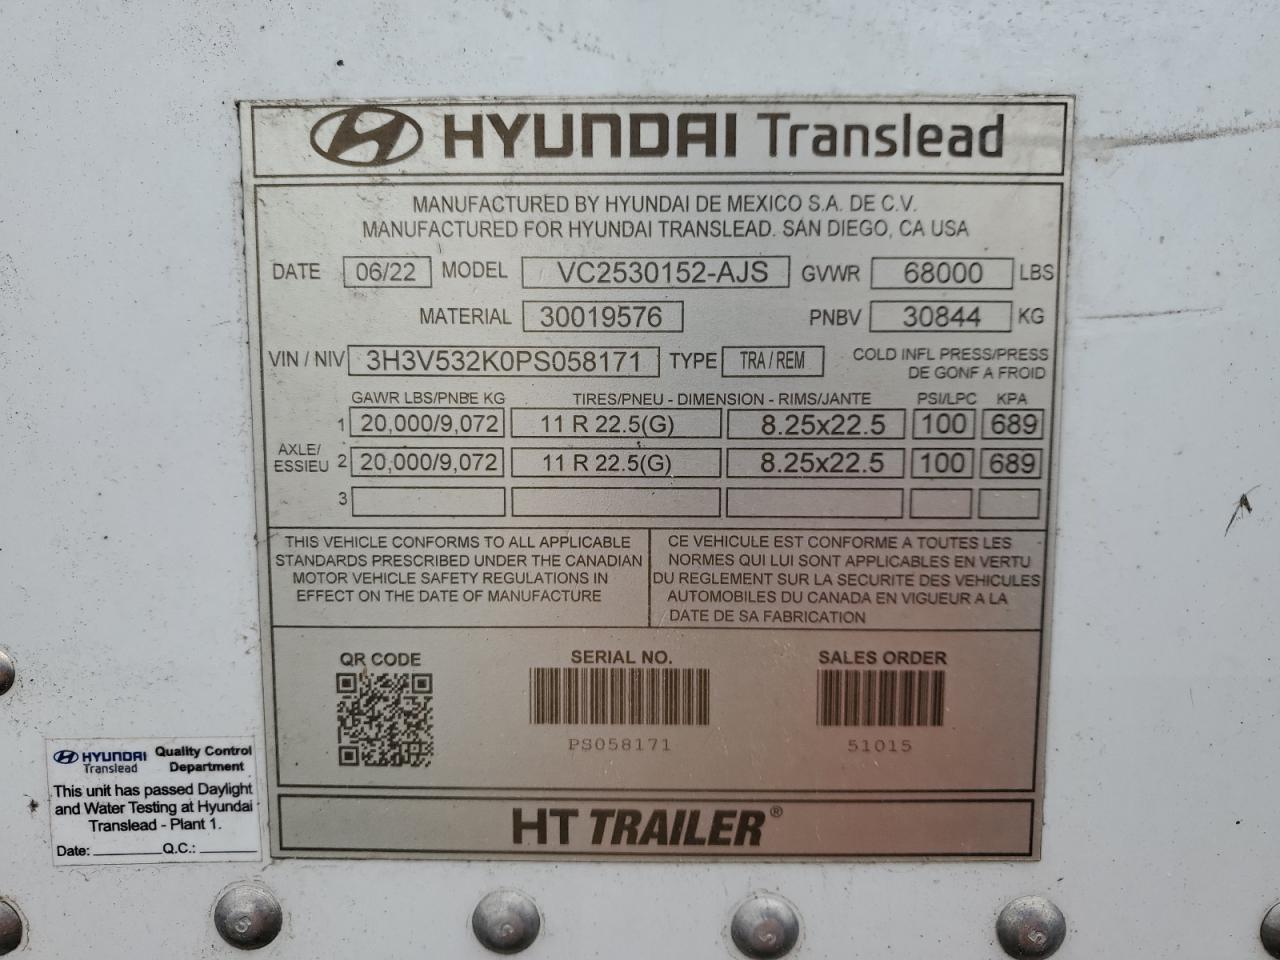 HYUNDAI Translead
MANUFACTURED BY HYUNDAI DE MEXICO S.A. DE C.V.
MANUFACTURED FOR HYUNDAI TRANSLEAD. SAN DIEGO, CA USA
DATE 06/22 MODEL VC2530152-AJS GVWR 68000 LBS
MATERIAL 30019576 PNBV 30844 KG
VIN / NIV 3H3V532K0PS058171 TYPE TRA / REM COLD INFL PRESS/PRESS
DE GONF A FROID
GAWR LBS/PNBE KG TIRES/PNEU - DIMENSION - RIMS/JANTE PSI/LPC KPA
1 20,000/9,072 11 R 22.5(G) 8.25x22.5 100 689
AXLE/
ESSIEU 2 20,000/9,072 11 R 22.5(G) 8.25x22.5 100 689
3
THIS VEHICLE CONFORMS TO ALL APPLICABLE
STANDARDS PRESCRIBED UNDER THE CANADIAN
MOTOR VEHICLE SAFETY REGULATIONS IN
EFFECT ON THE DATE OF MANUFACTURE
CE VEHICULE EST CONFORME A TOUTES LES
NORMES QUI LUI SONT APPLICABLES EN VERTU
DU REGLEMENT SUR LA SECURITE DES VEHICULES
AUTOMOBILES DU CANADA EN VIGUEUR A LA
DATE DE SA FABRICATION
QR CODE
SERIAL NO.
PS058171
SALES ORDER
51015
HT TRAILER®
HYUNDAI
Translead
Quality Control
Department
This unit has passed Daylight
and Water Testing at Hyundai
Translead - Plant 1.
Date: Q.C.:
S
S
S
S